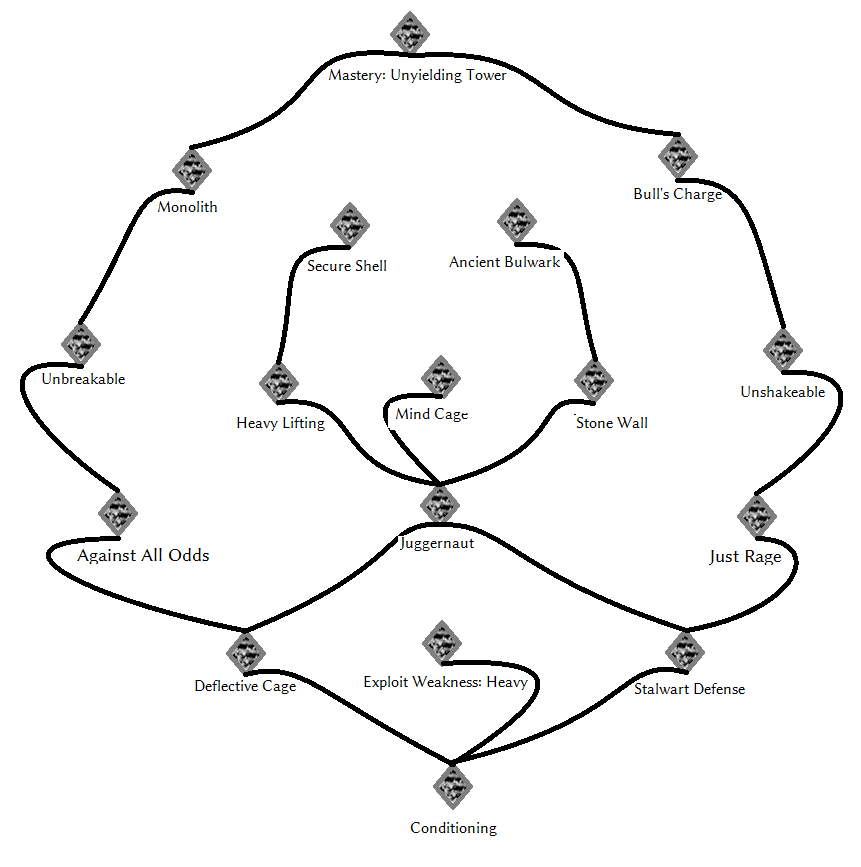 Mastery: Unyielding Tower
Bull's Charge
Monolith
Secure Shell
Ancient Bulwark
Unbreakable
Unshakeable
Heavy Lifting
Mind Cage
Stone Wall
Juggernaut
Against All Odds
Just Rage
Deflective Cage
Exploit Weakness: Heavy
Stalwart Defense
Conditioning